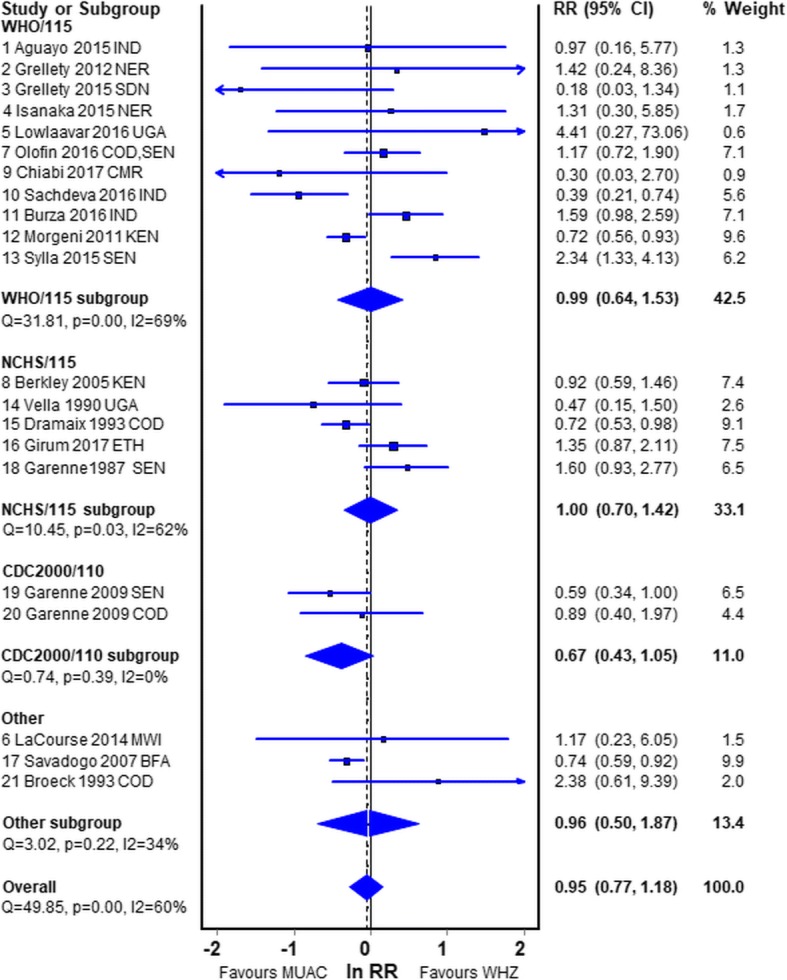 Study or Subgroup RR (95% CI) % Weight
WHO/115
1 Aguayo 2015 IND 0.97 (0.16, 5.77) 1.3
2 Grellety 2012 NER 1.42 (0.24, 8.36) 1.3
3 Grellety 2015 SDN 0.18 (0.03, 1.34) 1.1
4 Isanaka 2015 NER 1.31 (0.30, 5.85) 1.7
5 Lowlaavar 2016 UGA 4.41 (0.27, 73.06) 0.6
7 Olofin 2016 COD,SEN 1.17 (0.72, 1.90) 7.1
9 Chiabi 2017 CMR 0.30 (0.03, 2.70) 0.9
10 Sachdeva 2016 IND 0.39 (0.21, 0.74) 5.6
11 Burza 2016 IND 1.59 (0.98, 2.59) 7.1
12 Morgeni 2011 KEN 0.72 (0.56, 0.93) 9.6
13 Sylla 2015 SEN 2.34 (1.33, 4.13) 6.2
WHO/115 subgroup 0.99 (0.64, 1.53) 42.5
Q=31.81, p=0.00, I2=69%
NCHS/115
8 Berkley 2005 KEN 0.92 (0.59, 1.46) 7.4
14 Vella 1990 UGA 0.47 (0.15, 1.50) 2.6
15 Dramaix 1993 COD 0.72 (0.53, 0.98) 9.1
16 Girum 2017 ETH 1.35 (0.87, 2.11) 7.5
18 Garenne1987 SEN 1.60 (0.93, 2.77) 6.5
NCHS/115 subgroup 1.00 (0.70, 1.42) 33.1
Q=10.45, p=0.03, I2=62%
CDC2000/110
19 Garenne 2009 SEN 0.59 (0.34, 1.00) 6.5
20 Garenne 2009 COD 0.89 (0.40, 1.97) 4.4
CDC2000/110 subgroup 0.67 (0.43, 1.05) 11.0
Q=0.74, p=0.39, I2=0%
Other
6 LaCourse 2014 MWI 1.17 (0.23, 6.05) 1.5
17 Savadogo 2007 BFA 0.74 (0.59, 0.92) 9.9
21 Broeck 1993 COD 2.38 (0.61, 9.39) 2.0
Other subgroup 0.96 (0.50, 1.87) 13.4
Q=3.02, p=0.22, I2=34%
Overall 0.95 (0.77, 1.18) 100.0
Q=49.85, p=0.00, I2=60%
-2 -1 0 1 2
Favours MUAC ln RR Favours WHZ